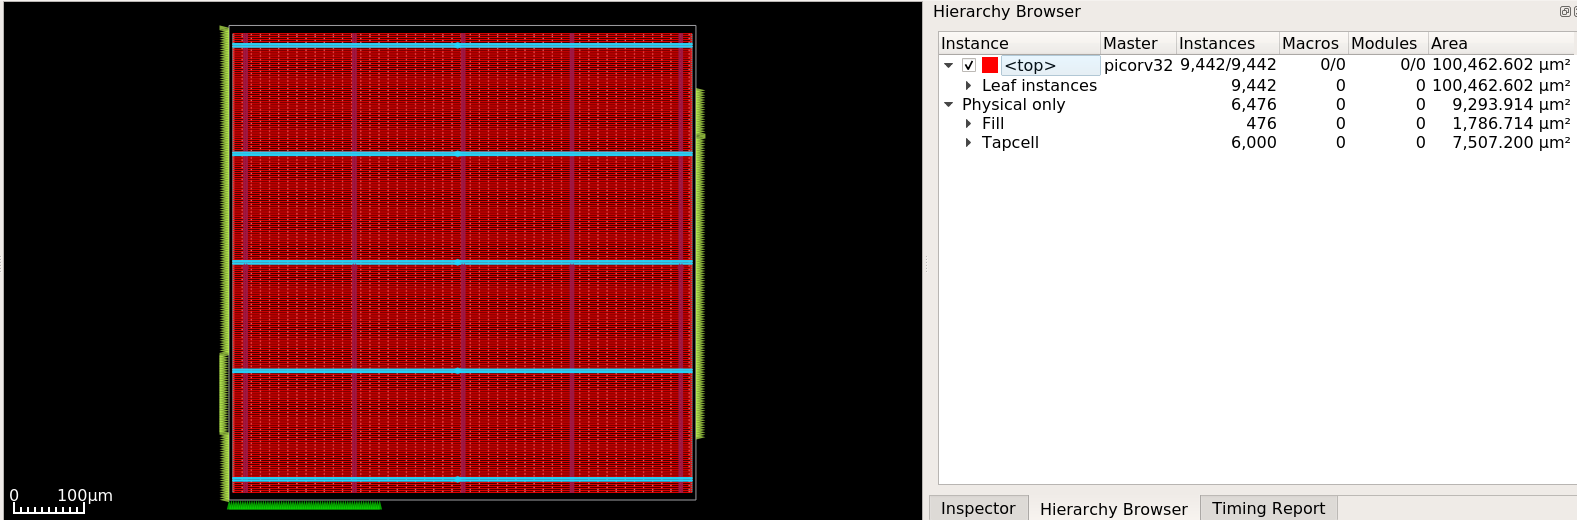 Hierarchy Browser
Instance Master Instances Macros Modules Area
<top> picorv32 9,442/9,442 0/0 0/0 100,462.602 µm²
Leaf instances 9,442 0 0 100,462.602 µm²
Physical only 6,476 0 0 9,293.914 µm²
Fill 476 0 0 1,786.714 µm²
Tapcell 6,000 0 0 7,507.200 µm²
0 100µm
Inspector Hierarchy Browser Timing Report